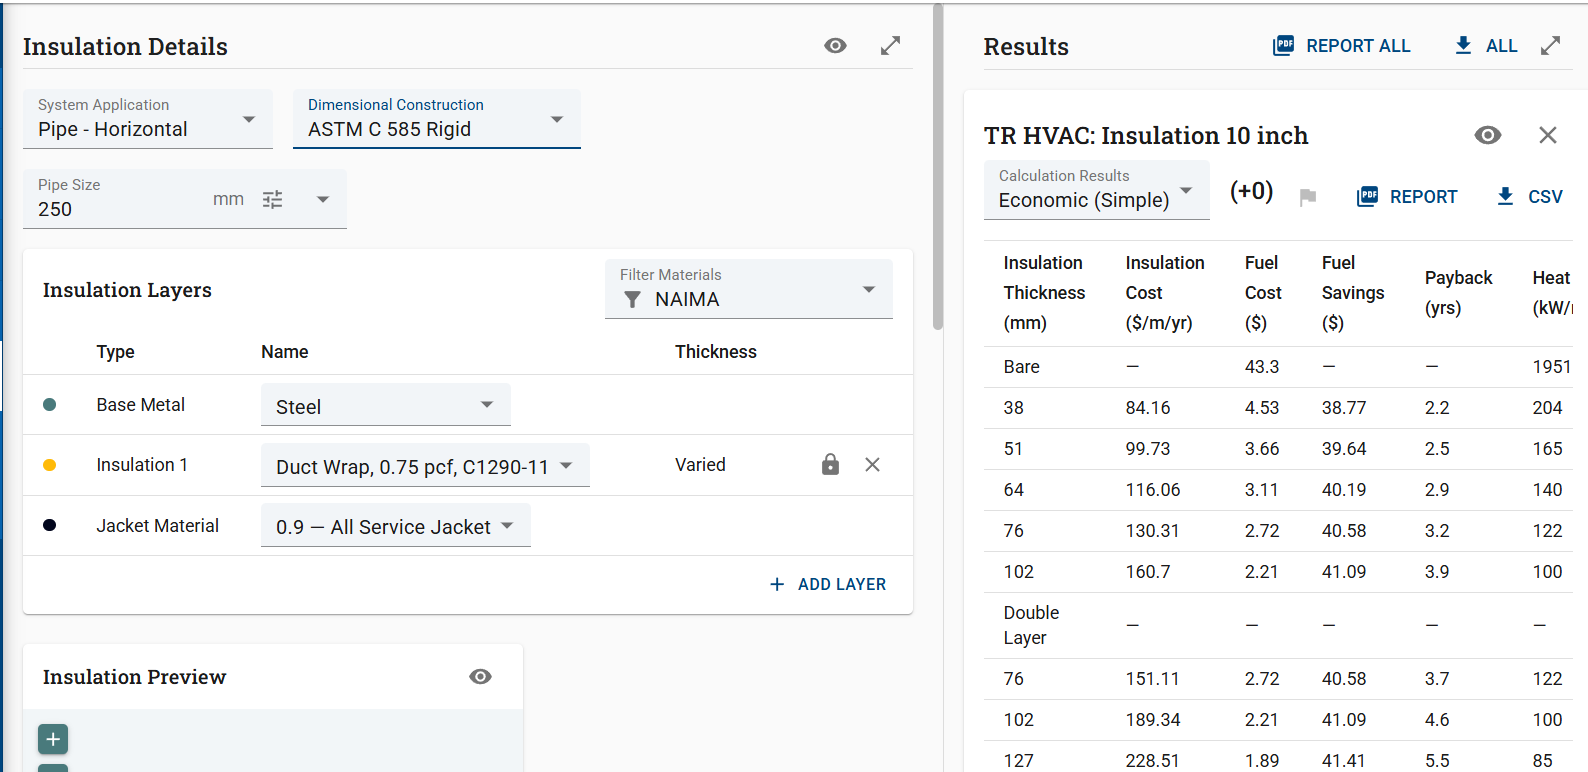 Insulation Details
System Application
Pipe - Horizontal
Dimensional Construction
ASTM C 585 Rigid
Pipe Size
250 mm
Insulation Layers
Filter Materials
NAIMA
Type Name Thickness
Base Metal Steel
Insulation 1 Duct Wrap, 0.75 pcf, C1290-11 Varied
Jacket Material 0.9 — All Service Jacket
+ ADD LAYER
Insulation Preview
+
Results
PDF REPORT ALL ALL
TR HVAC: Insulation 10 inch
Calculation Results
Economic (Simple)
(+0)
PDF REPORT CSV
Insulation Thickness (mm) Insulation Cost ($/m/yr) Fuel Cost ($) Fuel Savings ($) Payback (yrs) Heat (kW/
Bare — 43.3 — — 1951
38 84.16 4.53 38.77 2.2 204
51 99.73 3.66 39.64 2.5 165
64 116.06 3.11 40.19 2.9 140
76 130.31 2.72 40.58 3.2 122
102 160.7 2.21 41.09 3.9 100
Double Layer — — — — —
76 151.11 2.72 40.58 3.7 122
102 189.34 2.21 41.09 4.6 100
127 228.51 1.89 41.41 5.5 85